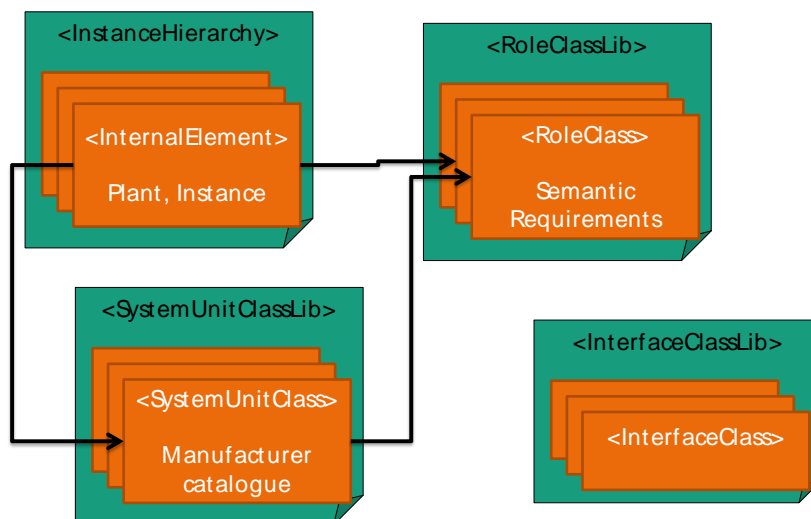 <InstanceHierarchy>
<InternalElement>
Plant, Instance
<RoleClassLib>
<RoleClass>
Semantic
Requirements
<SystemUnitClassLib>
<SystemUnitClass>
Manufacturer
catalogue
<InterfaceClassLib>
<InterfaceClass>